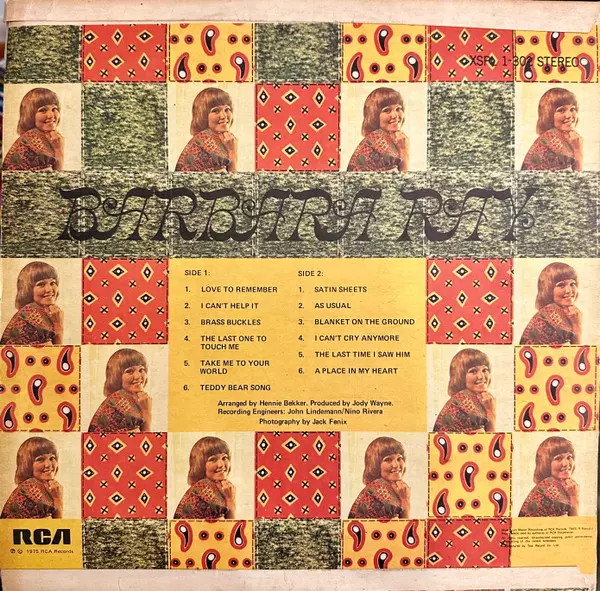 XSFL 1-302 STEREO
BARBARA RAY
SIDE 1:
1. LOVE TO REMEMBER
2. I CAN'T HELP IT
3. BRASS BUCKLES
4. THE LAST ONE TO
TOUCH ME
5. TAKE ME TO YOUR
WORLD
6. TEDDY BEAR SONG
SIDE 2:
1. SATIN SHEETS
2. AS USUAL
3. BLANKET ON THE GROUND
4. I CAN'T CRY ANYMORE
5. THE LAST TIME I SAW HIM
6. A PLACE IN MY HEART
Arranged by Hennie Bekker. Produced by Jody Wayne.
Recording Engineers: John Lindemann/Nino Rivera
Photography by Jack Fenix
RCA
℗ © 1975 RCA Records